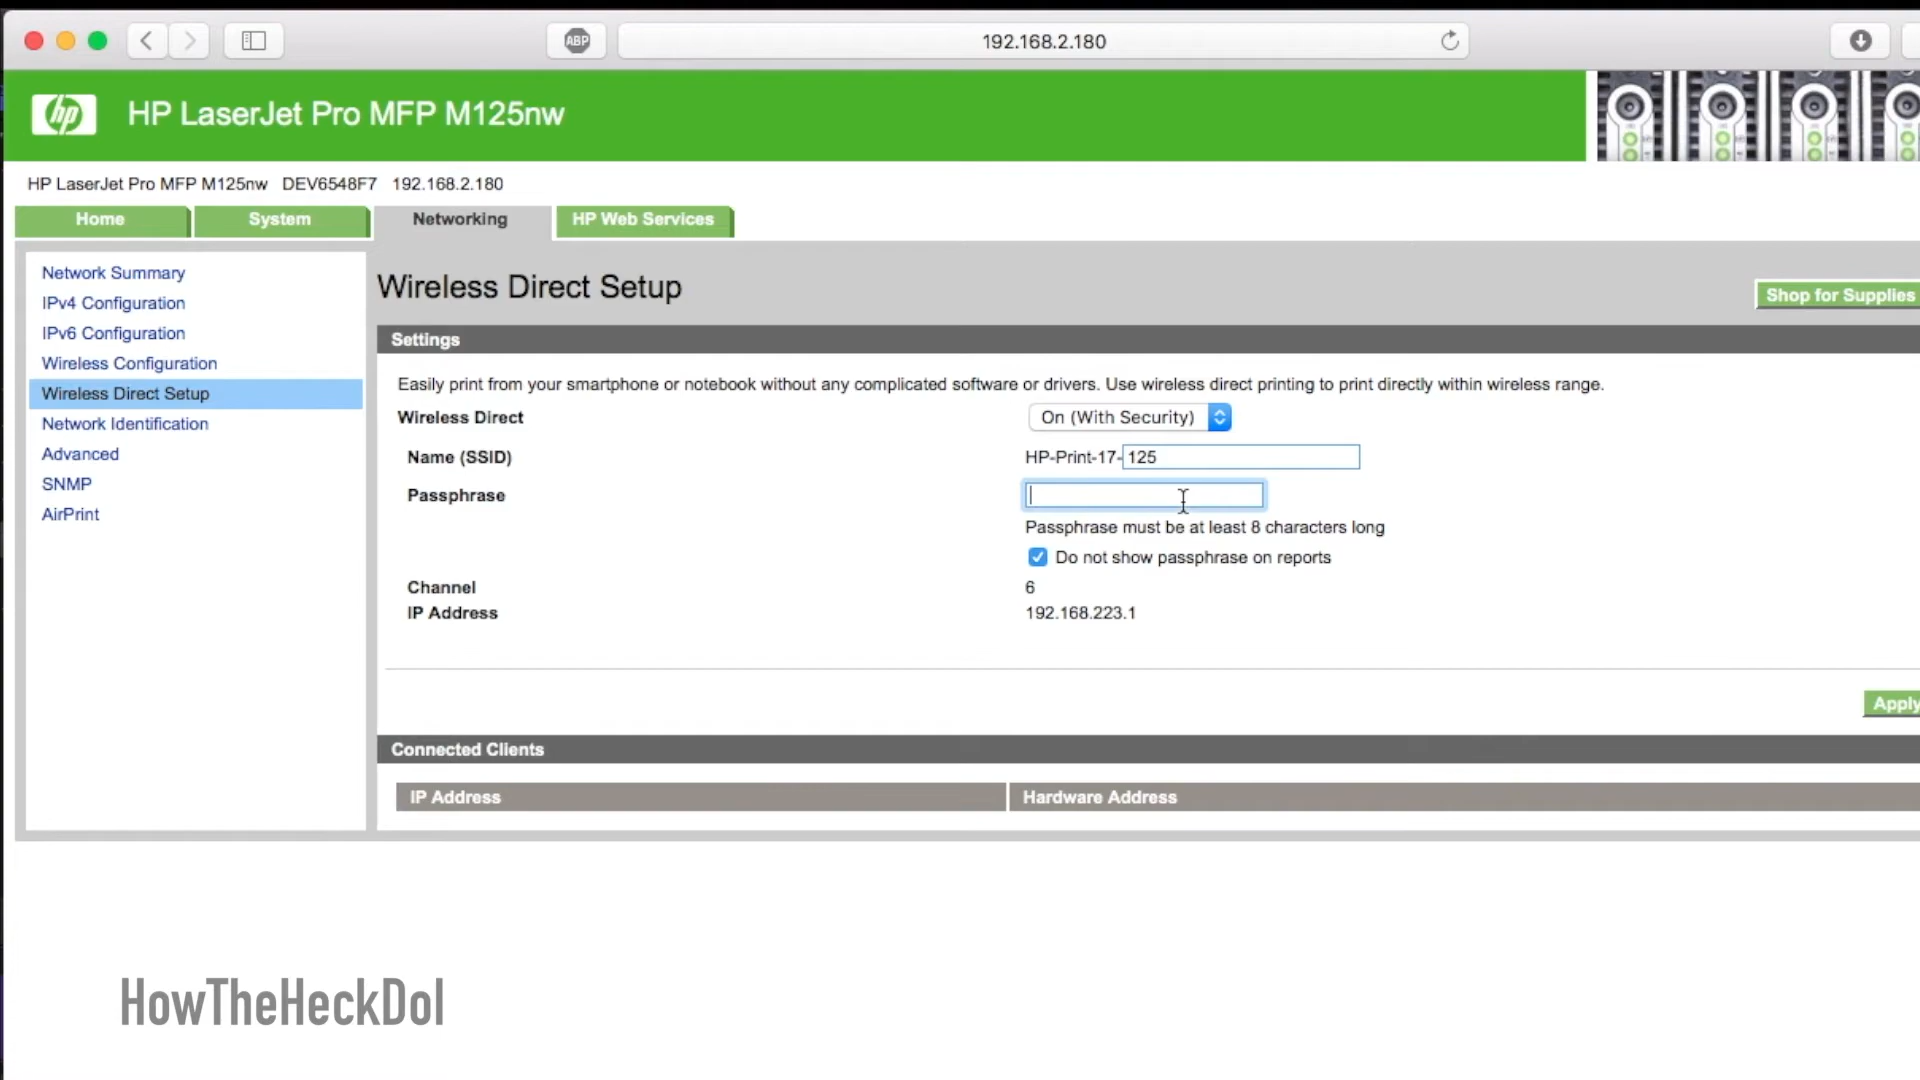 ABP
192.168.2.180
hp
HP LaserJet Pro MFP M125nw
HP LaserJet Pro MFP M125nw DEV6548F7 192.168.2.180
Home
System
Networking
HP Web Services
Network Summary
IPv4 Configuration
IPv6 Configuration
Wireless Configuration
Wireless Direct Setup
Network Identification
Advanced
SNMP
AirPrint
Wireless Direct Setup
Shop for Supplies
Settings
Easily print from your smartphone or notebook without any complicated software or drivers. Use wireless direct printing to print directly within wireless range.
Wireless Direct On (With Security)
Name (SSID) HP-Print-17-125
Passphrase
Passphrase must be at least 8 characters long
Do not show passphrase on reports
Channel 6
IP Address 192.168.223.1
Apply
Connected Clients
IP Address Hardware Address
HowTheHeckDoI